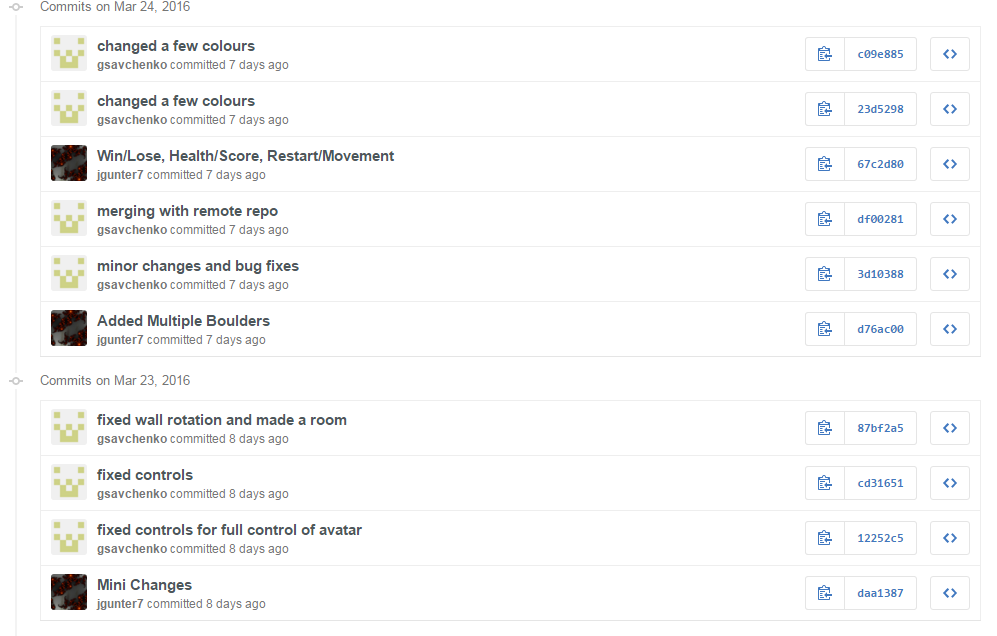 Commits on Mar 24, 2016
changed a few colours
gsavchenko committed 7 days ago
c09e885
changed a few colours
gsavchenko committed 7 days ago
23d5298
Win/Lose, Health/Score, Restart/Movement
jgunter7 committed 7 days ago
67c2d80
merging with remote repo
gsavchenko committed 7 days ago
df00281
minor changes and bug fixes
gsavchenko committed 7 days ago
3d10388
Added Multiple Boulders
jgunter7 committed 7 days ago
d76ac00
Commits on Mar 23, 2016
fixed wall rotation and made a room
gsavchenko committed 8 days ago
87bf2a5
fixed controls
gsavchenko committed 8 days ago
cd31651
fixed controls for full control of avatar
gsavchenko committed 8 days ago
12252c5
Mini Changes
jgunter7 committed 8 days ago
daa1387